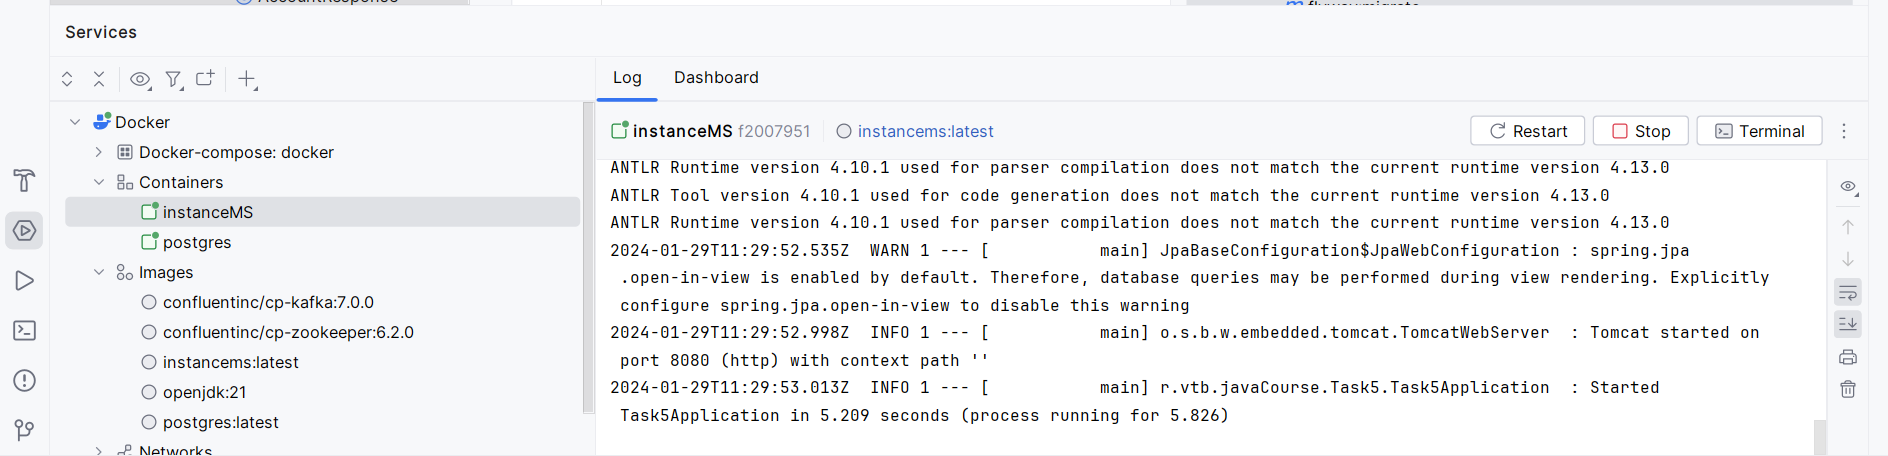 Services
Log Dashboard
Docker
Docker-compose: docker
Containers
instanceMS
postgres
Images
confluentinc/cp-kafka:7.0.0
confluentinc/cp-zookeeper:6.2.0
instancems:latest
openjdk:21
postgres:latest
Networks
instanceMS f2007951 instancems:latest Restart Stop Terminal
ANTLR Runtime version 4.10.1 used for parser compilation does not match the current runtime version 4.13.0
ANTLR Tool version 4.10.1 used for code generation does not match the current runtime version 4.13.0
ANTLR Runtime version 4.10.1 used for parser compilation does not match the current runtime version 4.13.0
2024-01-29T11:29:52.535Z  WARN 1 --- [           main] JpaBaseConfiguration$JpaWebConfiguration : spring.jpa
.open-in-view is enabled by default. Therefore, database queries may be performed during view rendering. Explicitly
configure spring.jpa.open-in-view to disable this warning
2024-01-29T11:29:52.998Z  INFO 1 --- [           main] o.s.b.w.embedded.tomcat.TomcatWebServer  : Tomcat started on
port 8080 (http) with context path ''
2024-01-29T11:29:53.013Z  INFO 1 --- [           main] r.vtb.javaCourse.Task5.Task5Application  : Started
Task5Application in 5.209 seconds (process running for 5.826)